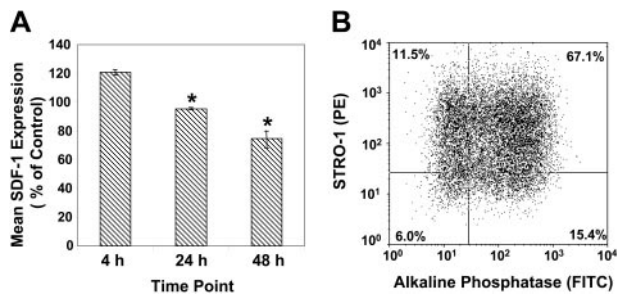 A
Mean SDF-1 Expression
( % of Control)
140
120
100
80
60
40
20
0
*
*
4 h
24 h
48 h
Time Point
B
STRO-1 (PE)
10⁴
10³
10²
10¹
10⁰
11.5%
67.1%
6.0%
15.4%
10⁰
10¹
10²
10³
10⁴
Alkaline Phosphatase (FITC)